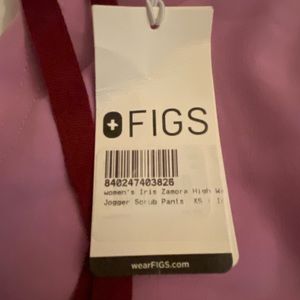 FIGS
840247403826
women's Iris Zamora High Wa
Jogger Scrub Pants XS
wearFIGS.com